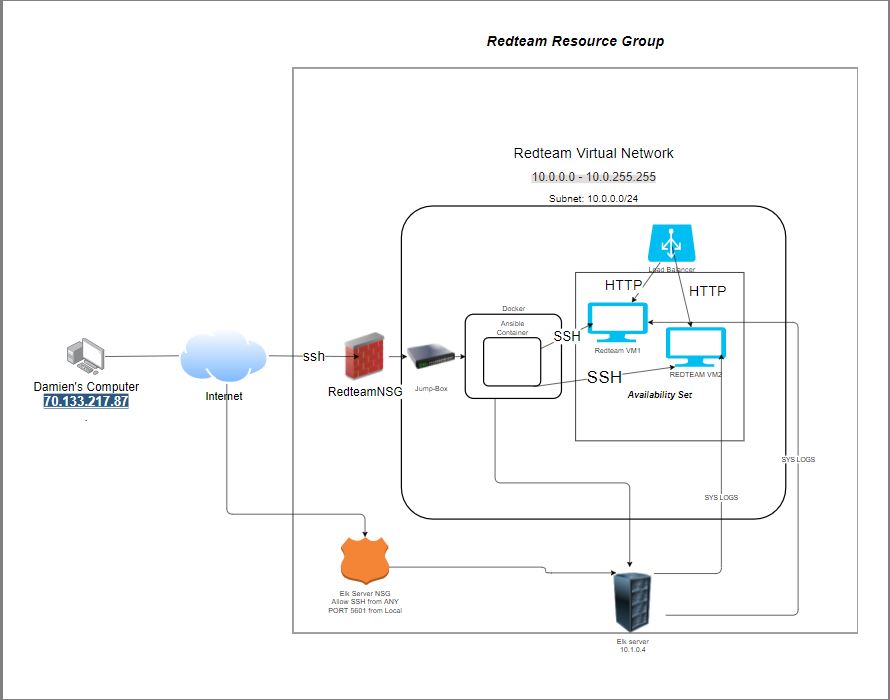 Redteam Resource Group
Redteam Virtual Network
10.0.0.0 - 10.0.255.255
Subnet: 10.0.0.0/24
Load Balancer
HTTP
HTTP
Docker
Ansible
Container
SSH
Redteam VM1
ssh
SSH
REDTEAM VM2
Availability Set
Damien's Computer
70.133.217.87
.
Internet
RedteamNSG
Jump-Box
SYS LOGS
SYS LOGS
Elk Server NSG
Allow SSH from ANY
PORT 5601 from Local
Elk server
10.1.0.4